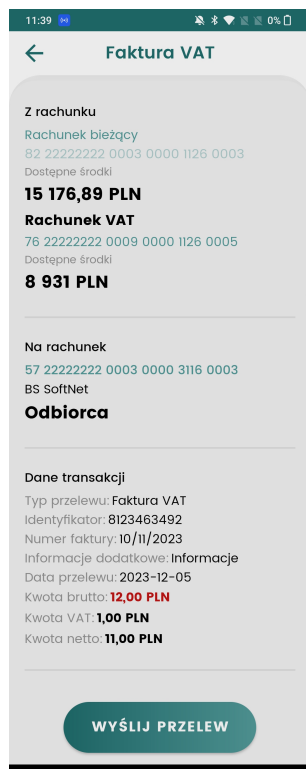 11:39 0%
Faktura VAT
Z rachunku
Rachunek bieżący
82 22222222 0003 0000 1126 0003
Dostępne środki
15 176,89 PLN
Rachunek VAT
76 22222222 0009 0000 1126 0005
Dostępne środki
8 931 PLN
Na rachunek
57 22222222 0003 0000 3116 0003
BS SoftNet
Odbiorca
Dane transakcji
Typ przelewu: Faktura VAT
Identyfikator: 8123463492
Numer faktury: 10/11/2023
Informacje dodatkowe: Informacje
Data przelewu: 2023-12-05
Kwota brutto: 12,00 PLN
Kwota VAT: 1,00 PLN
Kwota netto: 11,00 PLN
WYŚLIJ PRZELEW